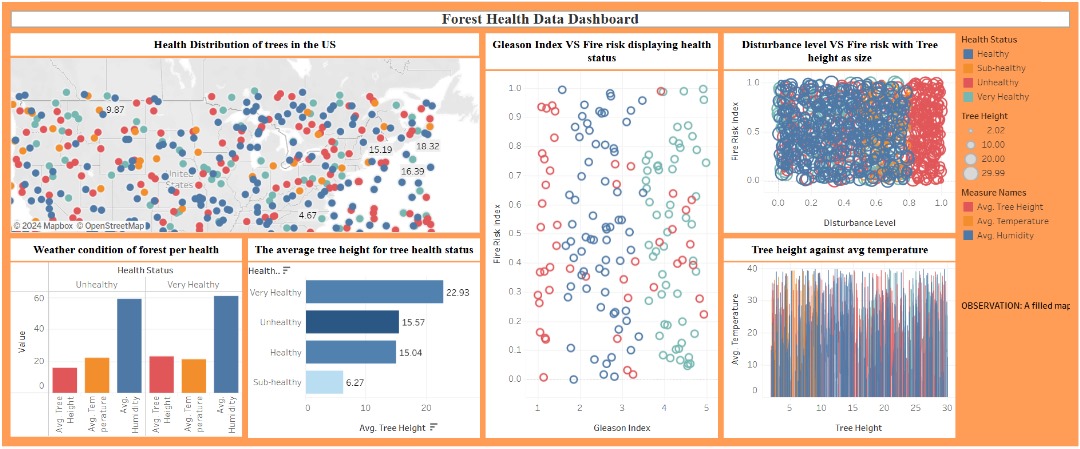 Forest Health Data Dashboard
Health Distribution of trees in the US
9.87
15.19
18.32
16.39
United
States
4.67
© 2024 Mapbox © OpenStreetMap
Gleason Index VS Fire risk displaying health
status
Fire Risk Index
1.0
0.9
0.8
0.7
0.6
0.5
0.4
0.3
0.2
0.1
0.0
1
2
3
4
5
Gleason Index
Disturbance level VS Fire risk with Tree
height as size
Fire Risk Index
1.0
0.5
0.0
0.0
0.2
0.4
0.6
0.8
1.0
Disturbance Level
Health Status
Healthy
Sub-healthy
Unhealthy
Very Healthy
Tree Height
2.02
10.00
20.00
29.99
Measure Names
Avg. Tree Height
Avg. Temperature
Avg. Humidity
OBSERVATION: A filled map
Weather condition of forest per health
Health Status
Unhealthy
Very Healthy
Value
60
40
20
0
Avg. Tree
Height
Avg. Tem
perature
Avg.
Humidity
Avg. Tree
Height
Avg. Tem
perature
Avg.
Humidity
The average tree height for tree health status
Health..
Very Healthy
22.93
Unhealthy
15.57
Healthy
15.04
Sub-healthy
6.27
0
10
20
Avg. Tree Height
Tree height against avg temperature
Avg. Temperature
40
30
20
10
0
5
10
15
20
25
30
Tree Height